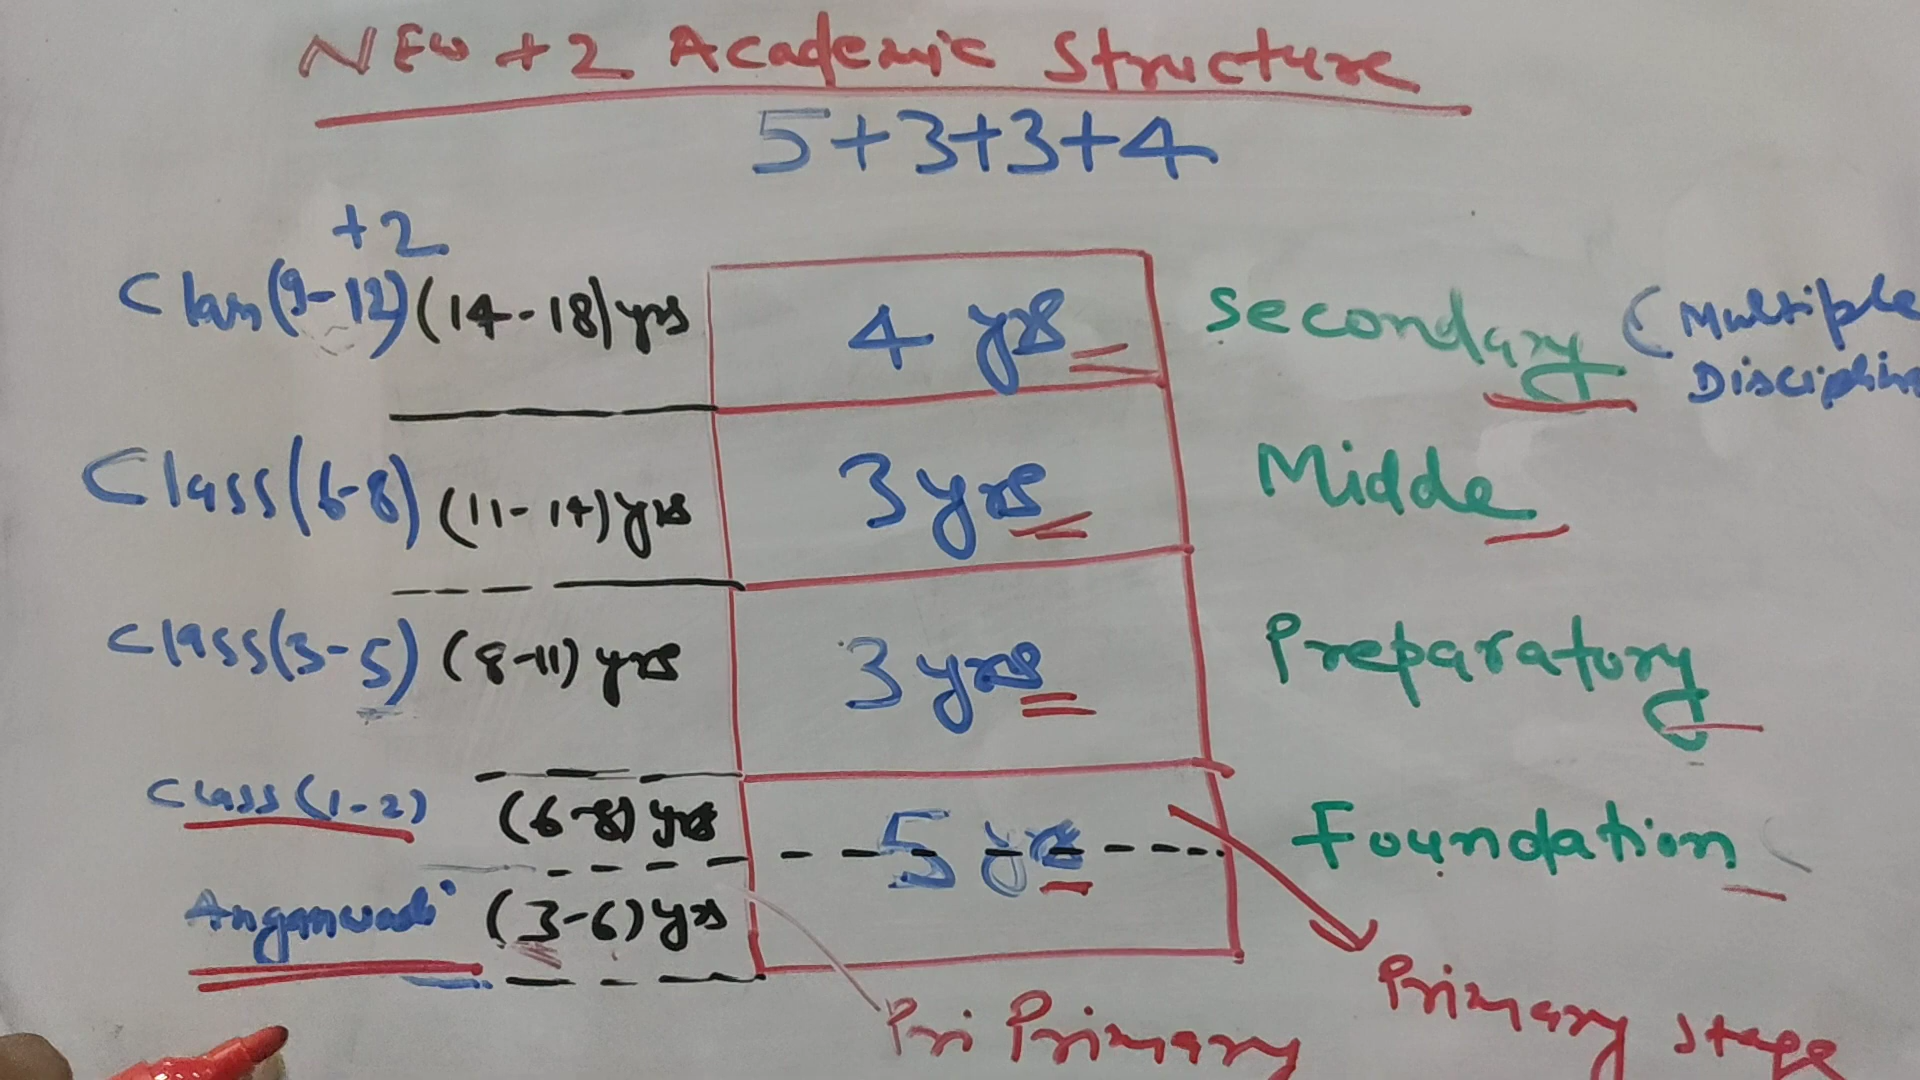 NEW +2 Academic Structure
5+3+3+4
+2
Class (9-12) (14-18) yrs 4 yrs Secondary (Multiple
Discipline
Class (6-8) (11-14) yrs 3 yrs Midde
Class (3-5) (8-11) yrs 3 yrs Preparatory
Class (1-2) (6-8) yrs 5 yrs Foundation
Anganwadi (3-6) yrs
Pri Primary
Primary Stage